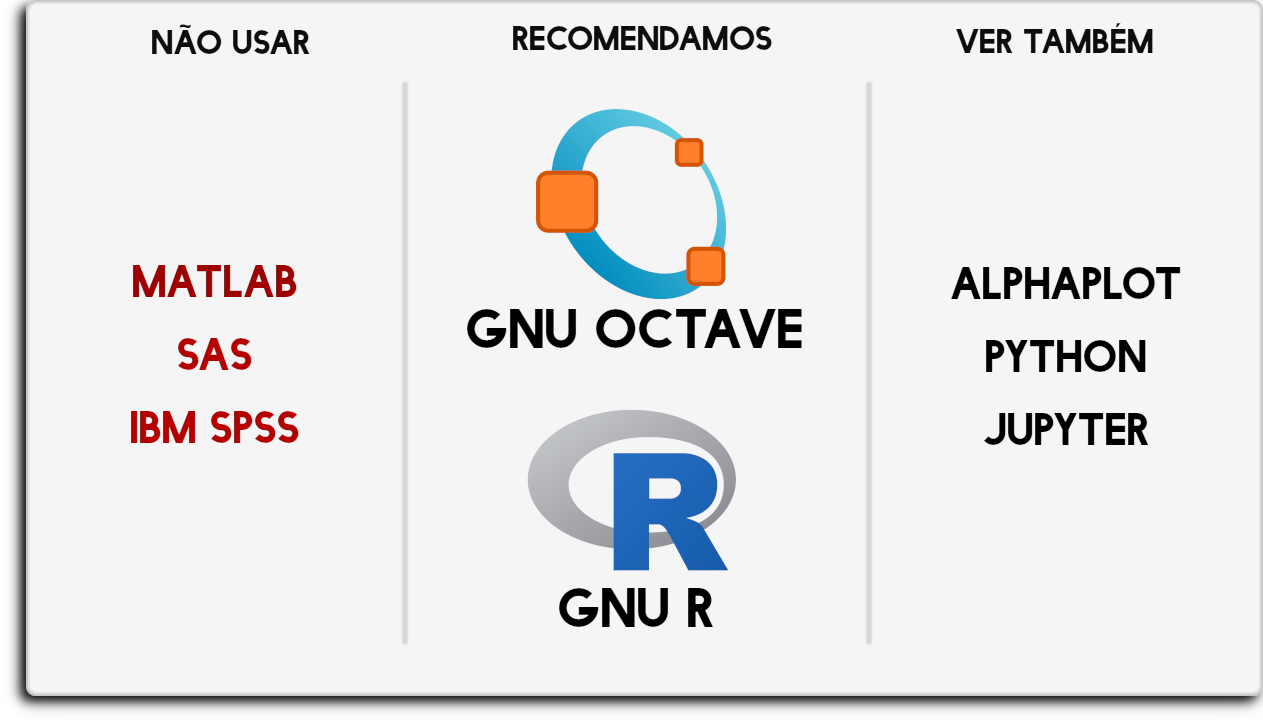 NÃO USAR
MATLAB
SAS
IBM SPSS
RECOMENDAMOS
GNU OCTAVE
R
GNU R
VER TAMBÉM
ALPHAPLOT
PYTHON
JUPYTER